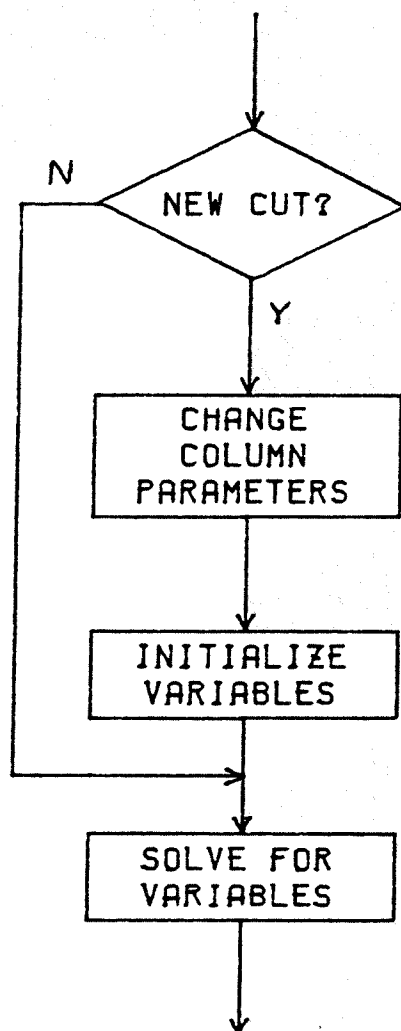 N
NEW CUT?
Y
CHANGE
COLUMN
PARAMETERS
INITIALIZE
VARIABLES
SOLVE FOR
VARIABLES